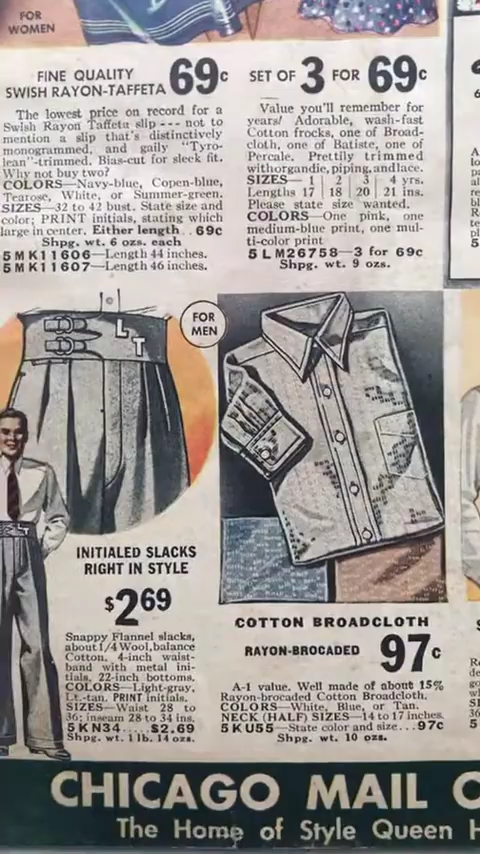 FOR
WOMEN
FINE QUALITY
SWISH RAYON-TAFFETA 69c
The lowest price on record for a
Swish Rayon Taffeta slip --- not to
mention a slip that's distinctively
monogrammed, and gaily "Tyro-
lean"-trimmed. Bias-cut for sleek fit.
Why not buy two?
COLORS—Navy-blue, Copen-blue,
Tearose, White, or Summer-green.
SIZES—32 to 42 bust. State size and
color; PRINT initials, stating which
large in center. Either length..69c
Shpg. wt. 6 ozs. each
5MK11606—Length 44 inches.
5MK11607—Length 46 inches.
SET OF 3 FOR 69c
Value you'll remember for
years! Adorable, wash-fast
Cotton frocks, one of Broad-
cloth, one of Batiste, one of
Percale. Prettily trimmed
with organdie, piping, and lace.
SIZES— 1 | 2 | 3 | 4 yrs.
Lengths 17 | 18 | 20 | 21 ins.
Please state size wanted.
COLORS—One pink, one
medium-blue print, one mul-
ti-color print
5LM26758—3 for 69c
Shpg. wt. 9 ozs.
FOR
MEN
LT
INITIALED SLACKS
RIGHT IN STYLE
$2.69
Snappy Flannel slacks,
about 1/4 Wool, balance
Cotton. 4-inch waist-
band with metal ini-
tials, 22-inch bottoms.
COLORS—Light-gray,
Lt.-tan. PRINT initials.
SIZES—Waist 28 to
36; inseam 28 to 34 ins.
5KN34.....$2.69
Shpg. wt. 1 lb. 14 ozs.
COTTON BROADCLOTH
RAYON-BROCADED 97c
A-1 value. Well made of about 15%
Rayon-brocaded Cotton Broadcloth.
COLORS—White, Blue, or Tan.
NECK (HALF) SIZES—14 to 17 inches.
5KU55—State color and size...97c
Shpg. wt. 10 ozs.
CHICAGO MAIL
The Home of Style Queen